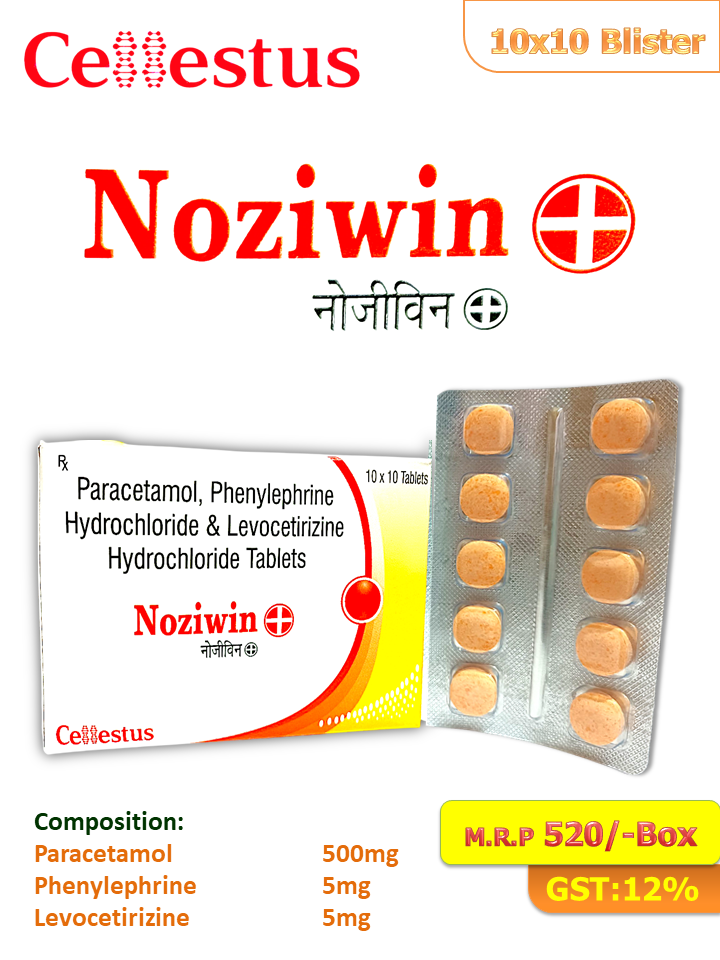 Cellestus
10x10 Blister
Noziwin
नोजीविन
Rx
10 x 10 Tablets
Paracetamol, Phenylephrine
Hydrochloride & Levocetirizine
Hydrochloride Tablets
Noziwin
नोजीविन
Cellestus
Composition:
Paracetamol 500mg
Phenylephrine 5mg
Levocetirizine 5mg
M.R.P 520/-Box
GST:12%